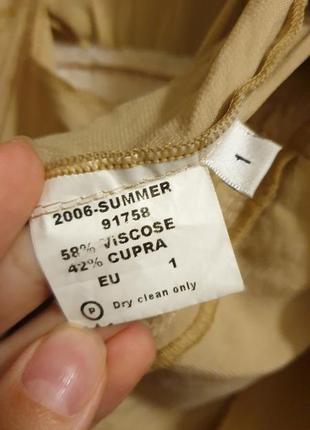 2006-SUMMER
91758
58% VISCOSE
42% CUPRA
EU 1
P Dry clean only
1